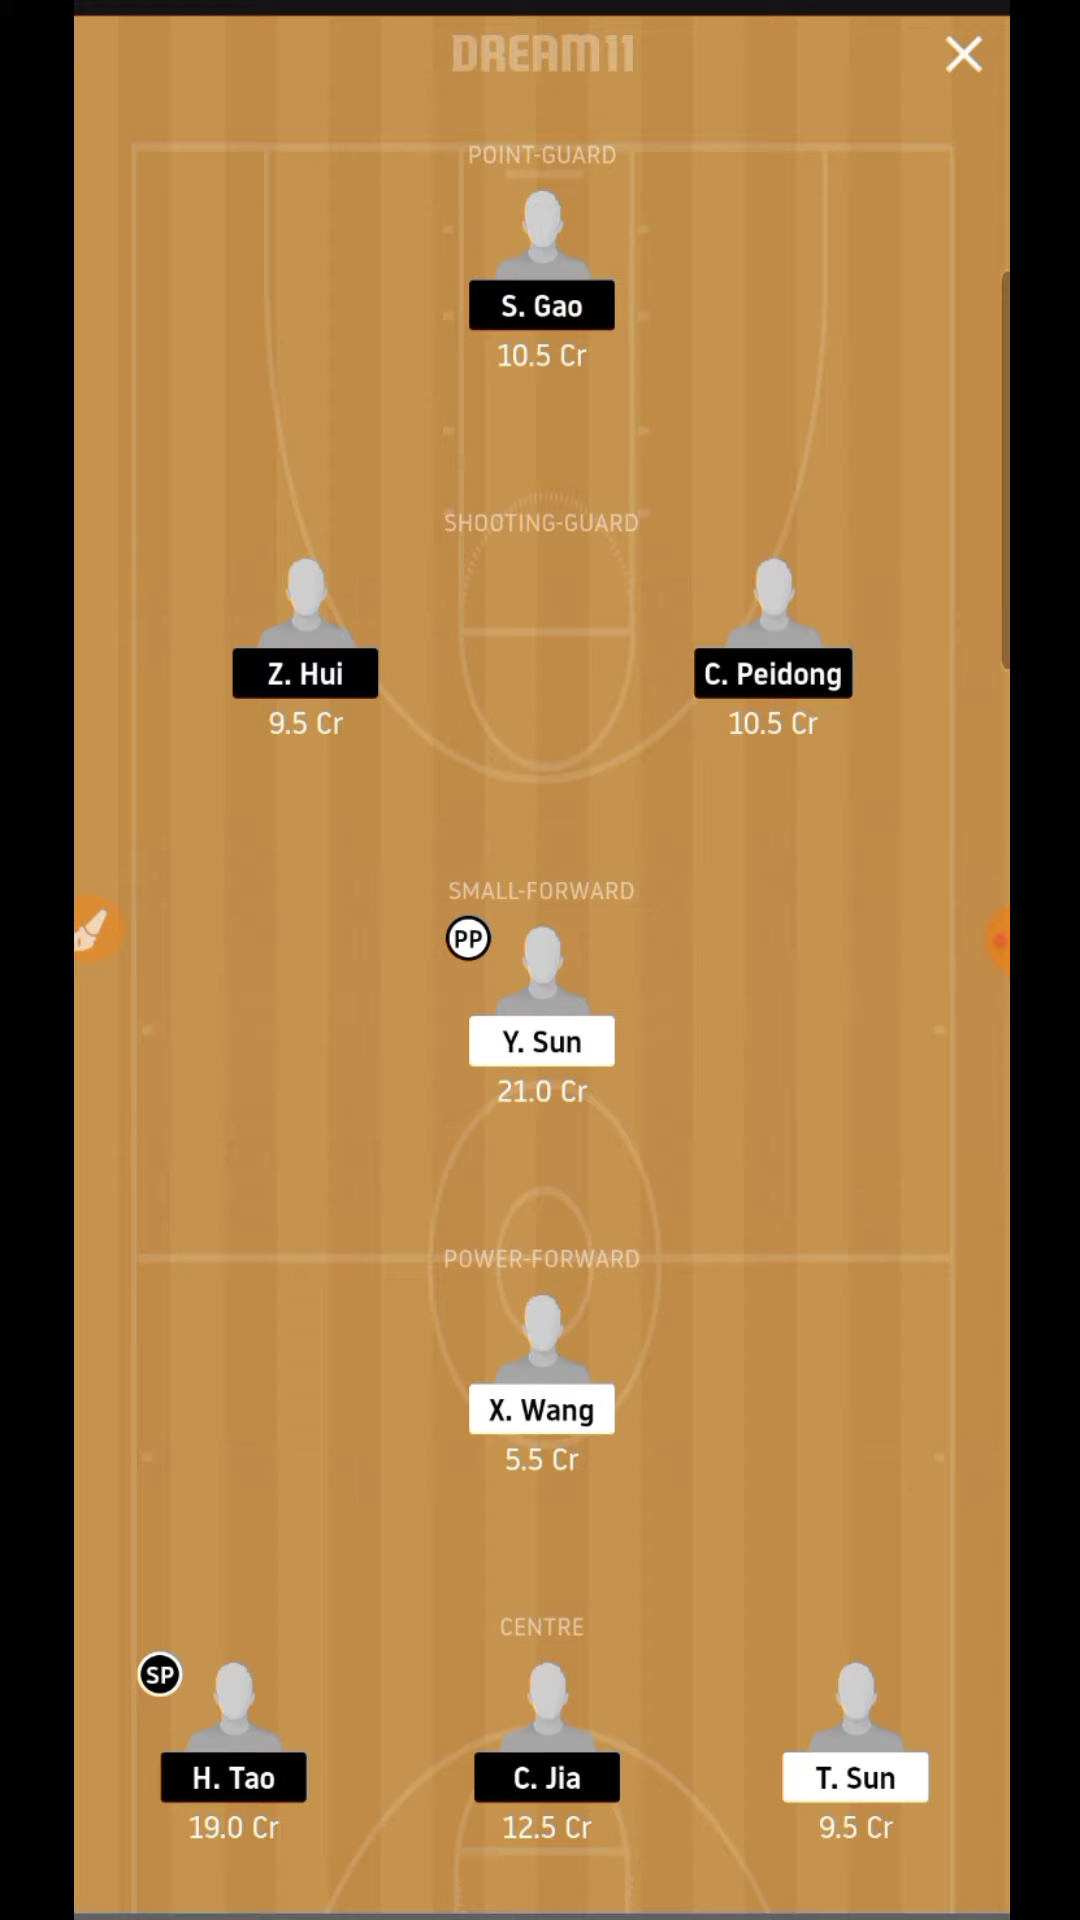 DREAM11
POINT-GUARD
S. Gao
10.5 Cr
SHOOTING-GUARD
Z. Hui
9.5 Cr
C. Peidong
10.5 Cr
SMALL-FORWARD
PP
Y. Sun
21.0 Cr
POWER-FORWARD
X. Wang
5.5 Cr
CENTRE
SP
H. Tao
19.0 Cr
C. Jia
12.5 Cr
T. Sun
9.5 Cr